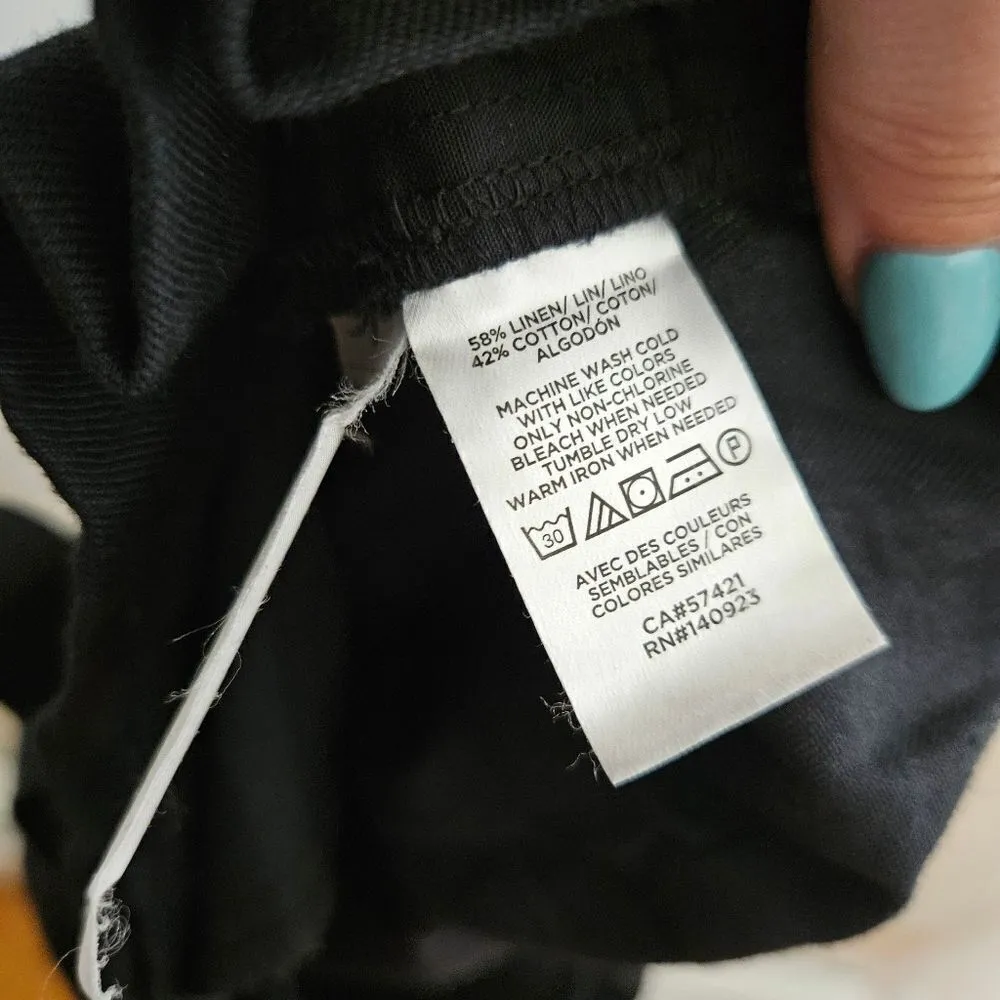 58% LINEN/ LIN/ LINO
42% COTTON/ COTON/
ALGODÓN
MACHINE WASH COLD
WITH LIKE COLORS
ONLY NON-CHLORINE
BLEACH WHEN NEEDED
TUMBLE DRY LOW
WARM IRON WHEN NEEDED
30 P
AVEC DES COULEURS
SEMBLABLES / CON
COLORES SIMILARES
CA#57421
RN#140923